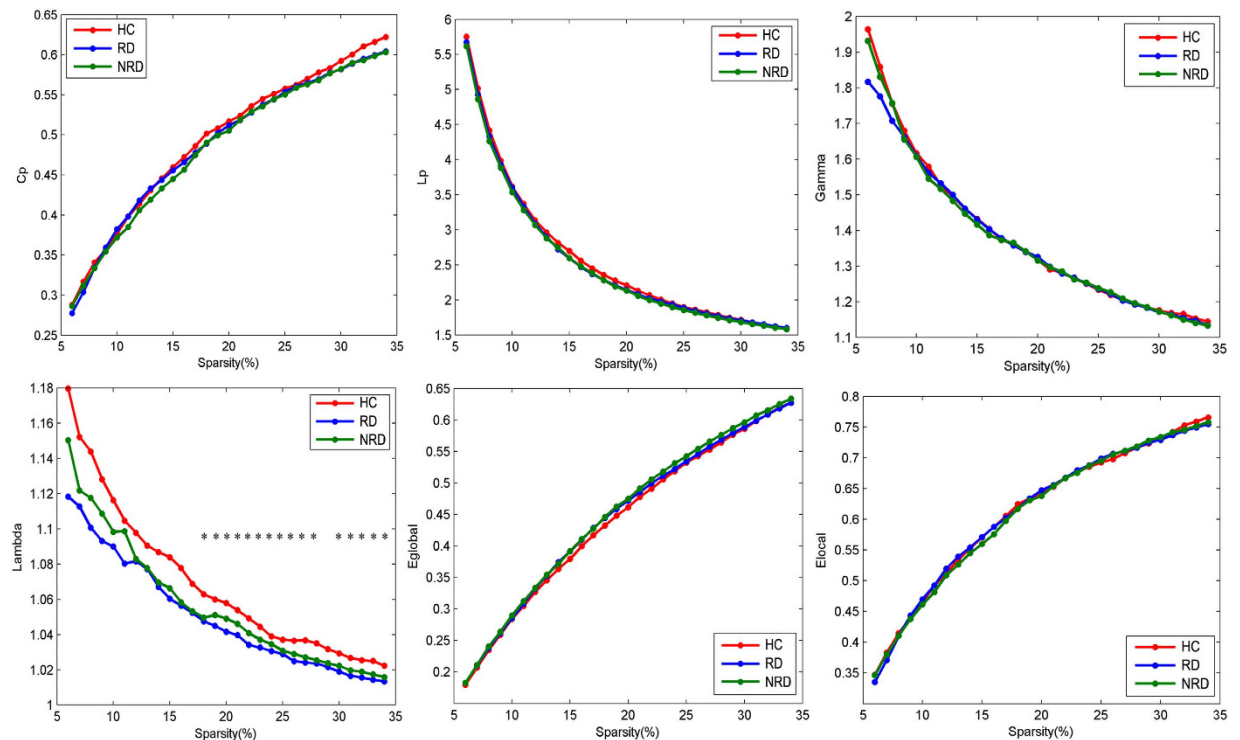 0.65
0.6
0.55
0.5
0.45
0.4
0.35
0.3
0.25
Cp
HC
RD
NRD
5 10 15 20 25 30 35
Sparsity(%)
6
5.5
5
4.5
4
3.5
3
2.5
2
1.5
Lp
HC
RD
NRD
5 10 15 20 25 30 35
Sparsity(%)
2
1.9
1.8
1.7
1.6
1.5
1.4
1.3
1.2
1.1
Gamma
HC
RD
NRD
5 10 15 20 25 30 35
Sparsity(%)
1.18
1.16
1.14
1.12
1.1
1.08
1.06
1.04
1.02
1
Lambda
HC
RD
NRD
* * * * * * * * * * * * * * * *
5 10 15 20 25 30 35
Sparsity(%)
0.65
0.6
0.55
0.5
0.45
0.4
0.35
0.3
0.25
0.2
Eglobal
HC
RD
NRD
5 10 15 20 25 30 35
Sparsity(%)
0.8
0.75
0.7
0.65
0.6
0.55
0.5
0.45
0.4
0.35
Elocal
HC
RD
NRD
5 10 15 20 25 30 35
Sparsity(%)